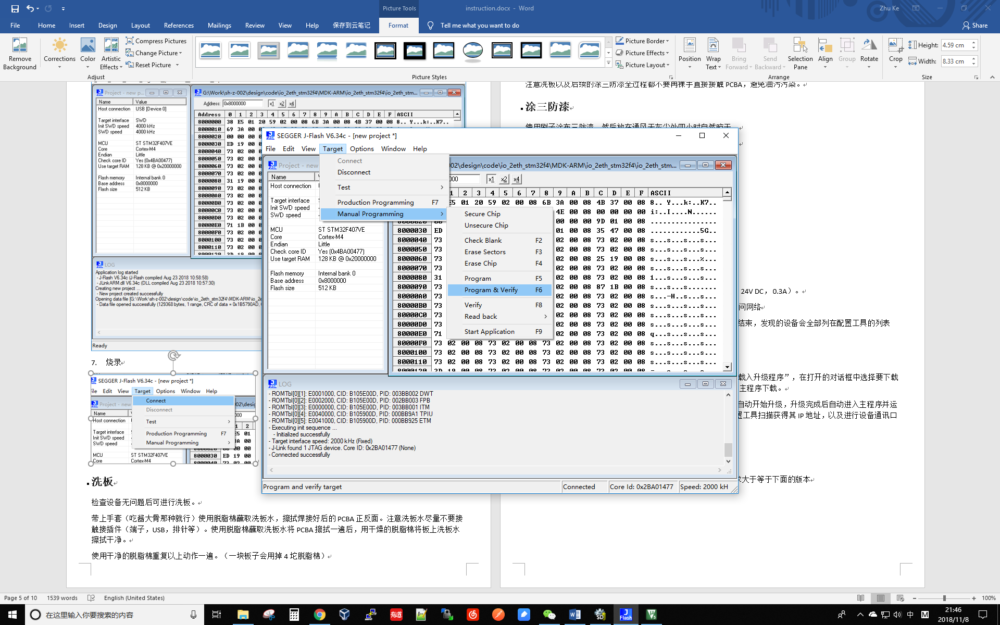 Picture Tools
instruction.docx - Word
Zhu Ke
File Home Insert Design Layout References Mailings Review View Help 保存到云笔记 Format Tell me what you want to do Share
Remove Background
Corrections
Color
Artistic Effects
Compress Pictures
Change Picture
Reset Picture
Adjust
Picture Styles
Picture Border
Picture Effects
Picture Layout
Position
Wrap Text
Bring Forward
Send Backward
Selection Pane
Align
Group
Rotate
Arrange
Crop
Height: 4.59 cm
Width: 8.33 cm
Size
Project - new p...
Name Value
Host connection USB [Device 0]
Target interface SWD
Init SWD speed 4000 kHz
SWD speed 4000 kHz
MCU ST STM32F407VE
Core Cortex-M4
Endian Little
Check core ID Yes (0x4BA00477)
Use target RAM 128 KB @ 0x20000000
Flash memory Internal bank 0
Base address 0x8000000
Flash size 512 KB
G:\Work\sh-z-002\design\code\io_2eth_stm32f4\MDK-ARM\io_2eth_stm32f4\io_2eth_stm...
Address: 0x8000000 x1 x2 x4
Address 0 1 2 3 4 5 6 7 8 9 A B C D E F ASCII
8000000 38 E5 01 20 59 02 00 08 6B 3A 00 08 4B 37 00 08 8.. Y...k:..K7..
8000010 69 3A 00
8000020 00 00 00
8000030 ED 19 00
8000040 73 02 00
8000050 73 02 00
8000060 73 02 00
8000070 73 02 00
8000080 31 19 00
8000090 73 02 00
80000A0 73 02 00
80000B0 73 02 00
80000C0 73 02 00
80000D0 73 02 00
80000E0 71 1B 00
80000F0 73 02 00
8000100 73 02 00
8000110 73 02 00
8000120 3D 19 00
LOG
Application log started
- J-Flash V6.34c (J-Flash compiled Aug 23 2018 10:58:58)
- JLinkARM.dll V6.34c (DLL compiled Aug 23 2018 10:57:30)
Creating new project ...
- New project created successfully
Opening data file [G:\Work\sh-z-002\design\code\io_2eth_stm32f4\MDK-ARM\io_2e
- Data file opened successfully (129368 bytes, 1 range, CRC of data = 0x1B5790AD,
Ready
7. 烧录
SEGGER J-Flash V6.34c - [new project *]
Edit View Target Options Window Help
Project - new
Connect
Disconnect
Test
Production Programming F7
Manual Programming
Name
Host connection
Target interface
Init SWD speed
SWD speed
MCU ST STM32F407VE
Core Cortex-M4
1 2
E5 01
8000030 ED 19 00
8000040 73 02 00
洗板
检查设备无问题后可进行洗板。
带上手套（吃酱大骨那种就行）使用脱脂棉蘸取洗板水，擦拭焊接好后的 PCBA 正反面。注意洗板水尽量不要接
触接插件（端子，USB，排针等）。使用脱脂棉蘸取洗板水将 PCBA 擦拭一遍后，用干燥的脱脂棉将板上洗板水
擦拭干净。
使用干净的脱脂棉重复以上动作一遍。（一块板子会用掉 4 坨脱脂棉）
注意洗板以及后续的涂三防漆全过程都不要再裸手直接接触 PCBA，避免油污污染。
涂三防漆
使用刷子涂布三防漆，然后放在通风无灰尘处四小时自然晾干
24V DC，0.3A）。
问网络
结束，发现的设备会全部列在配置工具的列表
载入升级程序”，在打开的对话框中选择要下载
主程序下载。
自动开始升级，升级完成后自动进入主程序并运
置工具扫描获得其 IP 地址，以及进行设备通讯口
求大于等于下面的版本
SEGGER J-Flash V6.34c - [new project *]
File Edit View Target Options Window Help
Connect
Disconnect
Test
Production Programming F7
Manual Programming
Secure Chip
Unsecure Chip
Check Blank F2
Erase Sectors F3
Erase Chip F4
Program F5
Program & Verify F6
Verify F8
Read back
Start Application F9
Project - new
Name
Host connection
Target interface
Init SWD speed
SWD speed
MCU ST STM32F407VE
Core Cortex-M4
Endian Little
Check core ID Yes (0x4BA00477)
Use target RAM 128 KB @ 0x20000000
Flash memory Internal bank 0
Base address 0x8000000
Flash size 512 KB
002\design\code\io_2eth_stm32f4\MDK-ARM\io_2eth_stm32f4\io_2eth_stm...
000 x1 x2 x4
1 2 3 4 5 6 7 8 9 A B C D E F ASCII
E5 01 20 59 02 00 08 6B 3A 00 08 4B 37 00 08 8.. Y...k:..K7..
4E 00 08 00 00 00 00 i:..I....N......
8000020 00 00 00 00 9D 01 00 08 ................
8000030 ED 01 00 08 35 47 00 08 ............5G..
8000040 73 02 00 08 73 02 00 08 s...s...s...s...
8000050 73 02 00 08 73 02 00 08 s...s...s...s...
8000060 73 02 00 08 25 19 00 08 s...s...s...%...
8000070 73 02 00 08 73 02 00 08 s...s...s...s...
8000080 31 02 00 08 73 02 00 08 1...s...s...s...
8000090 73 02 00 08 87 1B 00 08 s...s...s.......
80000A0 73 02 00 08 73 02 00 08 s...-H..s...s...
80000B0 73 02 00 08 73 02 00 08 s...s...s...s...
80000C0 73 02 00 08 73 02 00 08 s...s...s...s...
80000D0 73 02 00 08 73 02 00 08 s...s...s...s...
80000E0 71 02 00 08 73 02 00 08 q...s...s...s...
80000F0 73 02 00 08 73 02 00 08 73 02 00 08 73 02 00 08 s...s...s...s...
8000100 73 02 00 08 73 02 00 08 73 02 00 08 73 02 00 08 s...s...s...s...
8000110 73 02 00 08 73 02 00 08 73 02 00 08 73 02 00 08 s...s...s...s...
8000120 3D 19 00 08 73 02 00 08 73 02 00 08 73 02 00 08
LOG
- ROMTbl[0][1]: E0001000, CID: B105E00D, PID: 003BB002 DWT
- ROMTbl[0][2]: E0002000, CID: B105E00D, PID: 002BB003 FPB
- ROMTbl[0][3]: E0000000, CID: B105E00D, PID: 003BB001 ITM
- ROMTbl[0][4]: E0040000, CID: B105900D, PID: 000BB9A1 TPIU
- ROMTbl[0][5]: E0041000, CID: B105900D, PID: 000BB925 ETM
- Executing init sequence ...
- Initialized successfully
- Target interface speed: 2000 kHz (Fixed)
- J-Link found 1 JTAG device. Core ID: 0x2BA01477 (None)
- Connected successfully
Program and verify target Connected Core Id: 0x2BA01477 Speed: 2000 kH
Page 5 of 10 1539 words English (United States) 100%
在这里输入你要搜索的内容
有道
中 M
21:46
2018/11/8